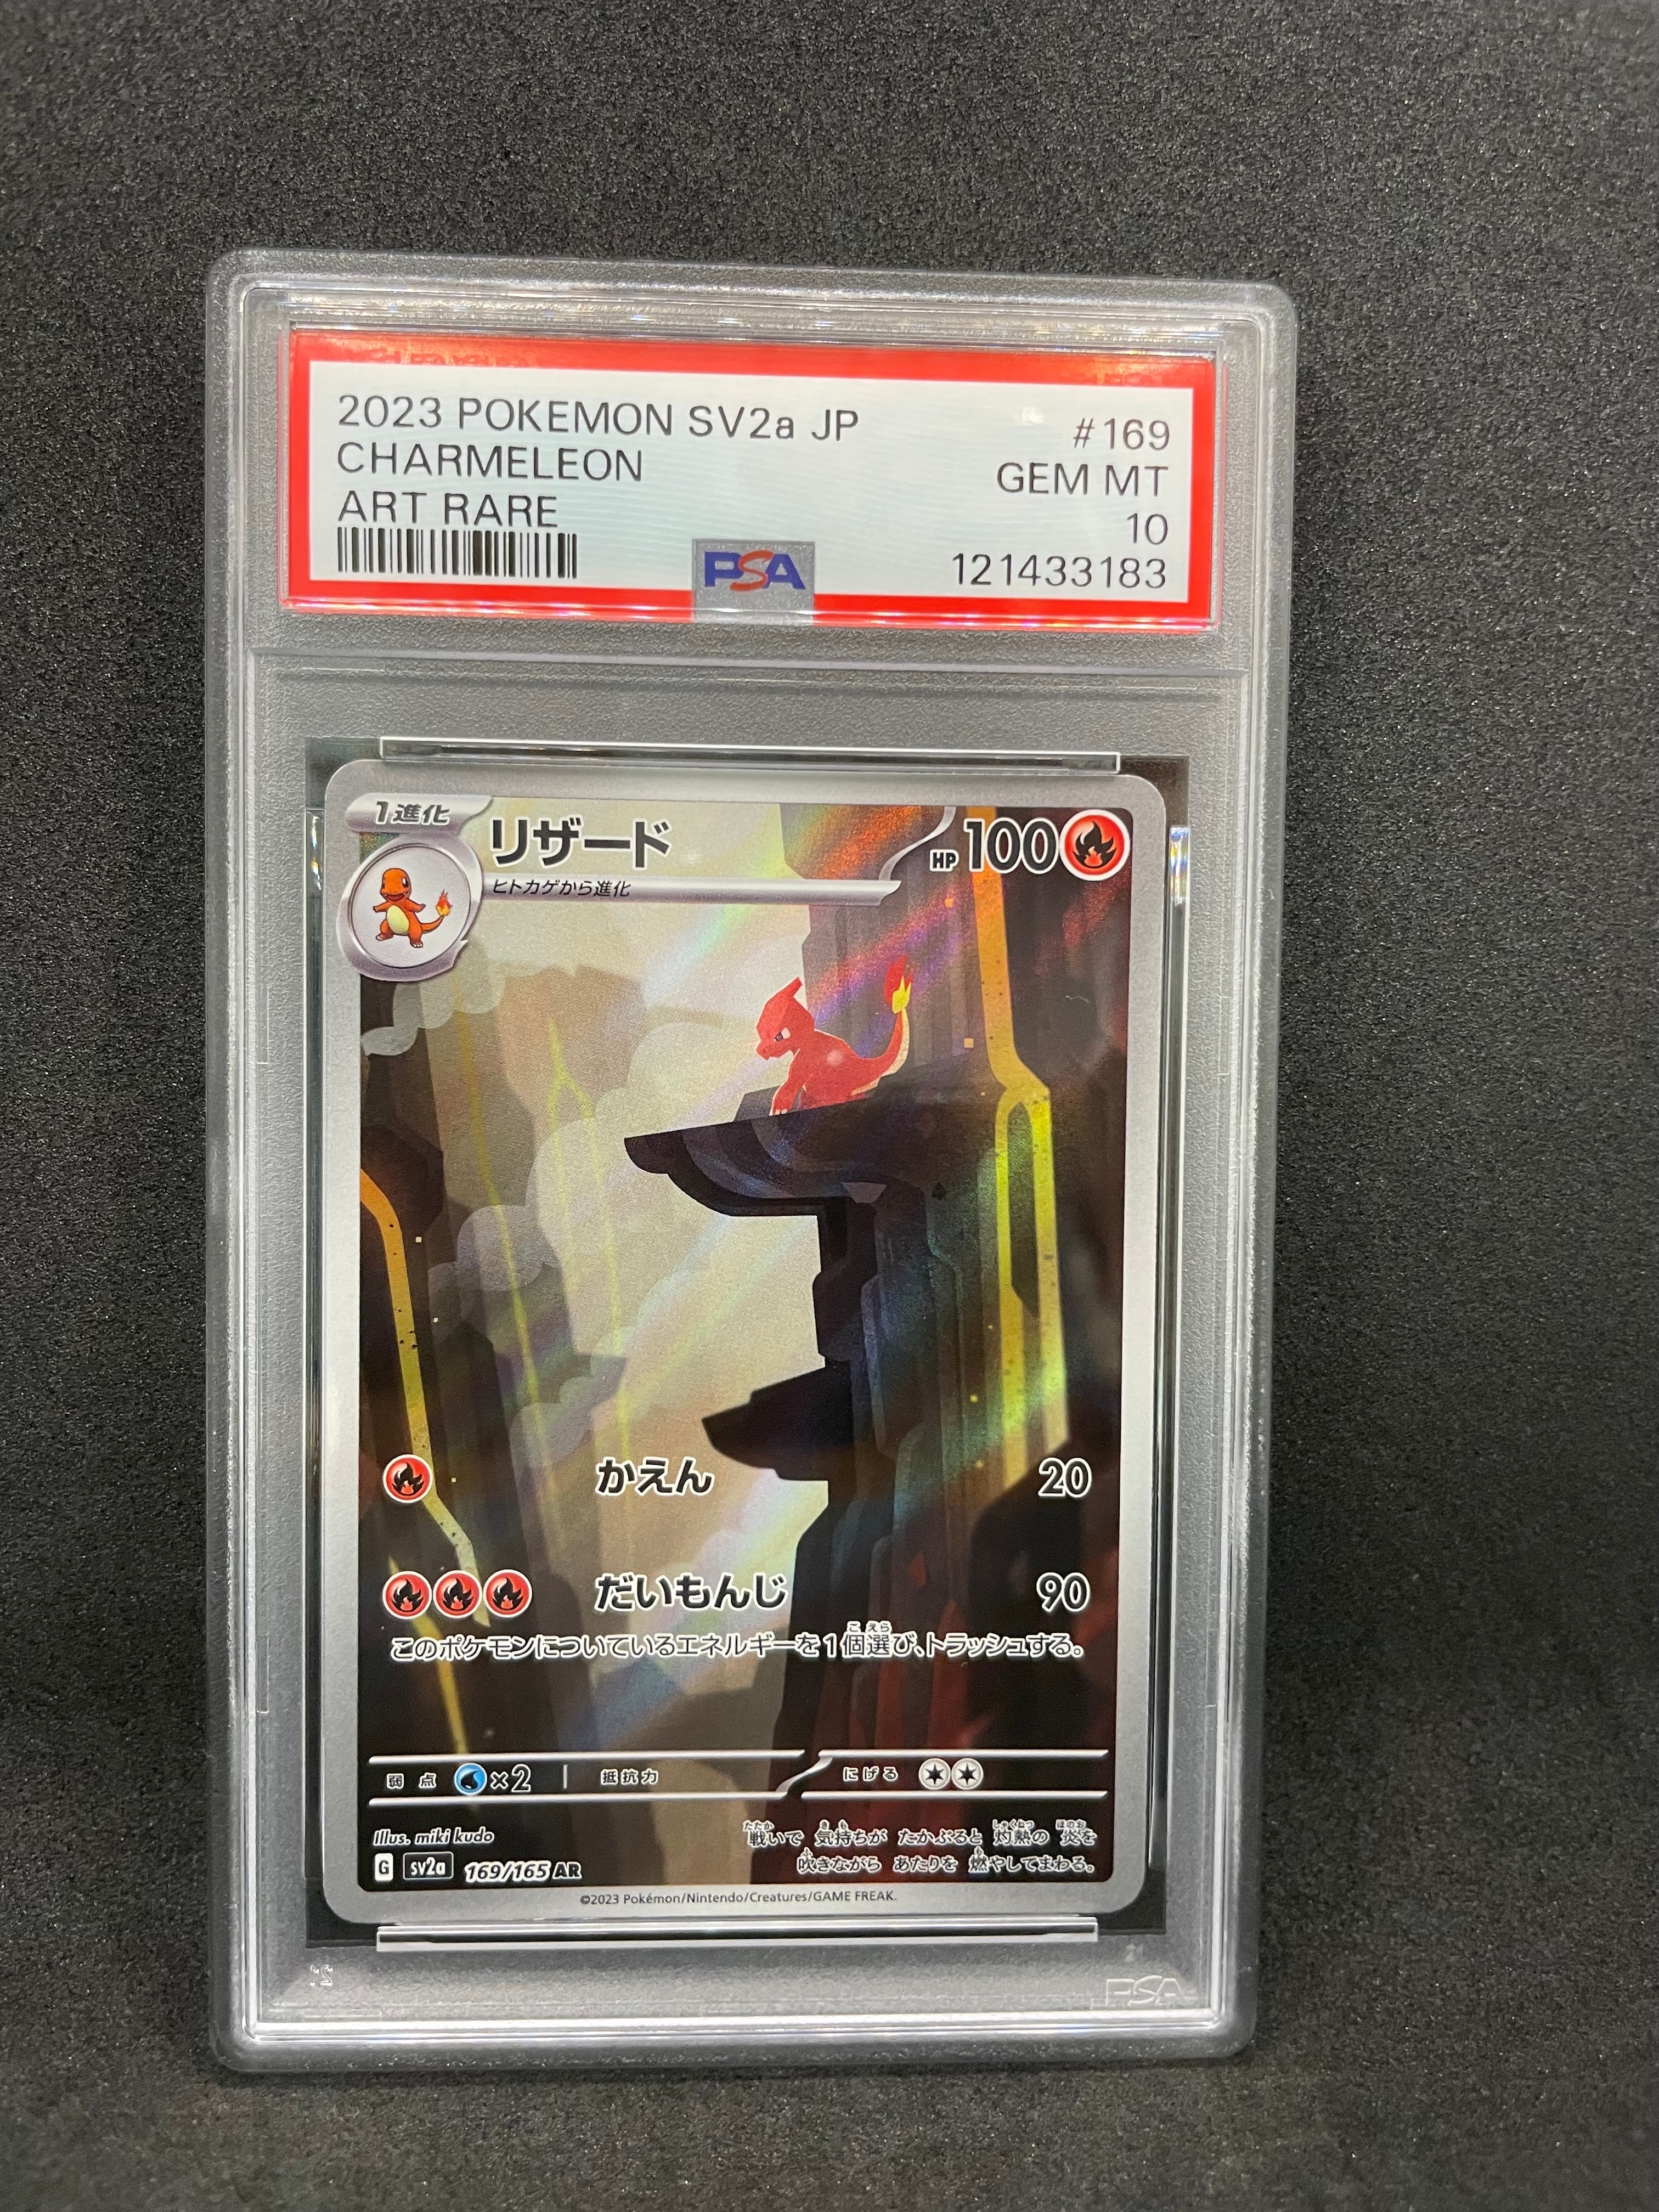 2023 POKEMON SV2a JP
#169
CHARMELEON
GEM MT
ART RARE
10
PSA
121433183
1進化
リザード
HP100
ヒトカゲから進化
かえん
20
だいもんじ
90
このポケモンについているエネルギーを1個選び、トラッシュする。
弱点
×2
抵抗力
にげる
Illus. miki kudo
戦いで 気持ちが たかぶると 灼熱の 炎を
吹きながら あたりを 燃やしてまわる。
G sv2a 169/165 AR
©2023 Pokémon/Nintendo/Creatures/GAME FREAK.
PSA